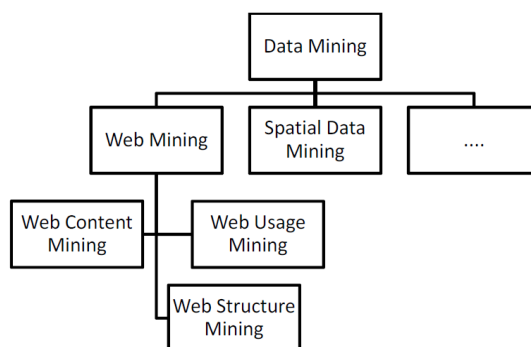 Data Mining
Web Mining
Spatial Data
Mining
....
Web Content
Mining
Web Usage
Mining
Web Structure
Mining